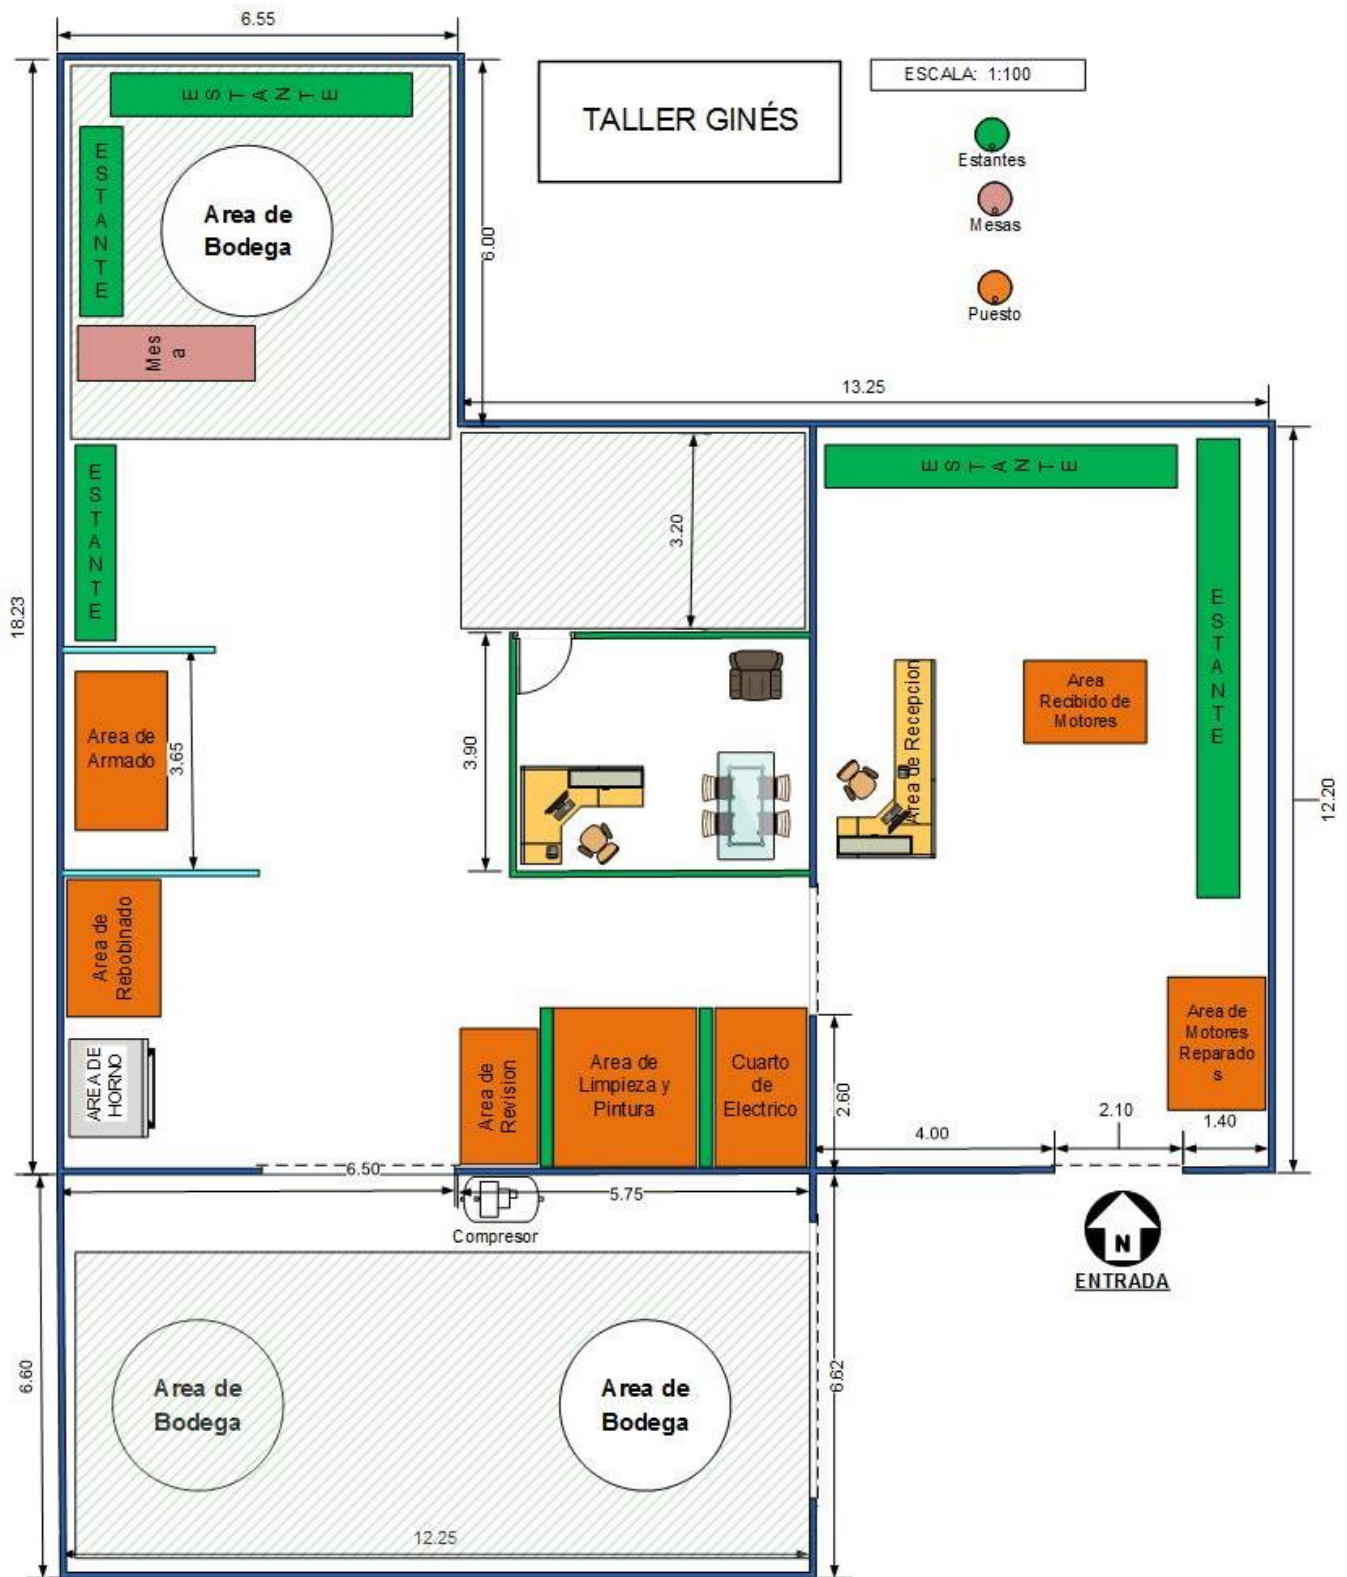 6.55
TALLER GINÉS
ESCALA: 1:100
Estantes
Mesas
Puesto
ESTANTE
ESTANTE
Area de
Bodega
6.00
Mes
a
13.25
ESTANTE
3.20
ESTANTE
ESTANTE
18.23
Area de
Armado
3.65
3.90
Area de Recepcion
Area
Recibido de
Motores
12.20
Area de
Rebobinado
AREA DE
HORNO
Area de
Revision
Area de
Limpieza y
Pintura
Cuarto
de
Electrico
2.60
Area de
Motores
Reparado
s
4.00
2.10
1.40
6.50
5.75
Compresor
N
ENTRADA
6.60
Area de
Bodega
Area de
Bodega
6.62
12.25